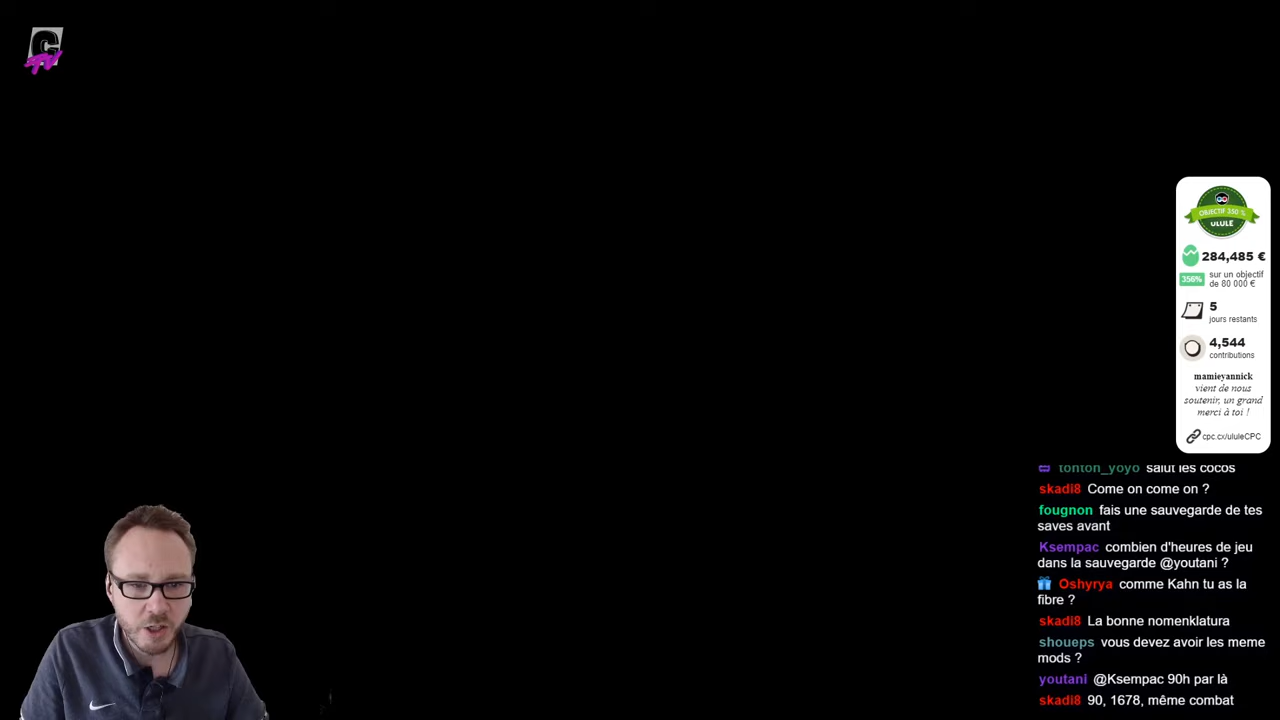 C
TV
OBJECTIF 350 %
ULULE
284,485 €
356%
sur un objectif
de 80 000 €
5
jours restants
4,544
contributions
mamieyannick
vient de nous
soutenir, un grand
merci à toi !
cpc.cx/ululeCPC
tonton_yoyo salut les cocos
skadi8 Come on come on ?
fougnon fais une sauvegarde de tes
saves avant
Ksempac combien d'heures de jeu
dans la sauvegarde @youtani ?
Oshyrya comme Kahn tu as la
fibre ?
skadi8 La bonne nomenklatura
shoueps vous devez avoir les meme
mods ?
youtani @Ksempac 90h par là
skadi8 90, 1678, même combat